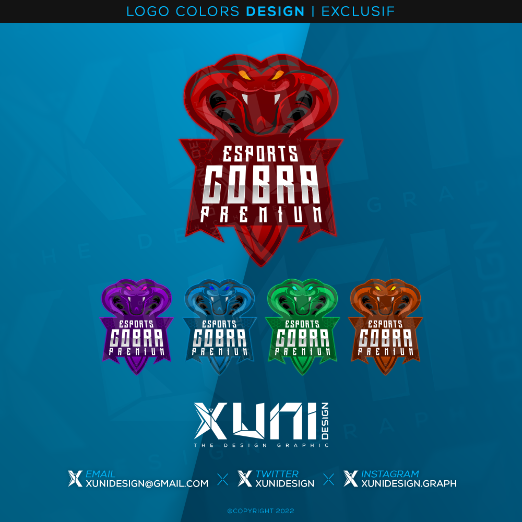 LOGO COLORS DESIGN | EXCLUSIF
ESPORTS
COBRA
PREMIUM
ESPORTS
COBRA
PREMIUM
ESPORTS
COBRA
PREMIUM
ESPORTS
COBRA
PREMIUM
ESPORTS
COBRA
PREMIUM
XUNI DESIGN
THE DESIGN GRAPHIC
EMAIL
XUNIDESIGN@GMAIL.COM
TWITTER
XUNIDESIGN
INSTAGRAM
XUNIDESIGN.GRAPH
©COPYRIGHT 2022